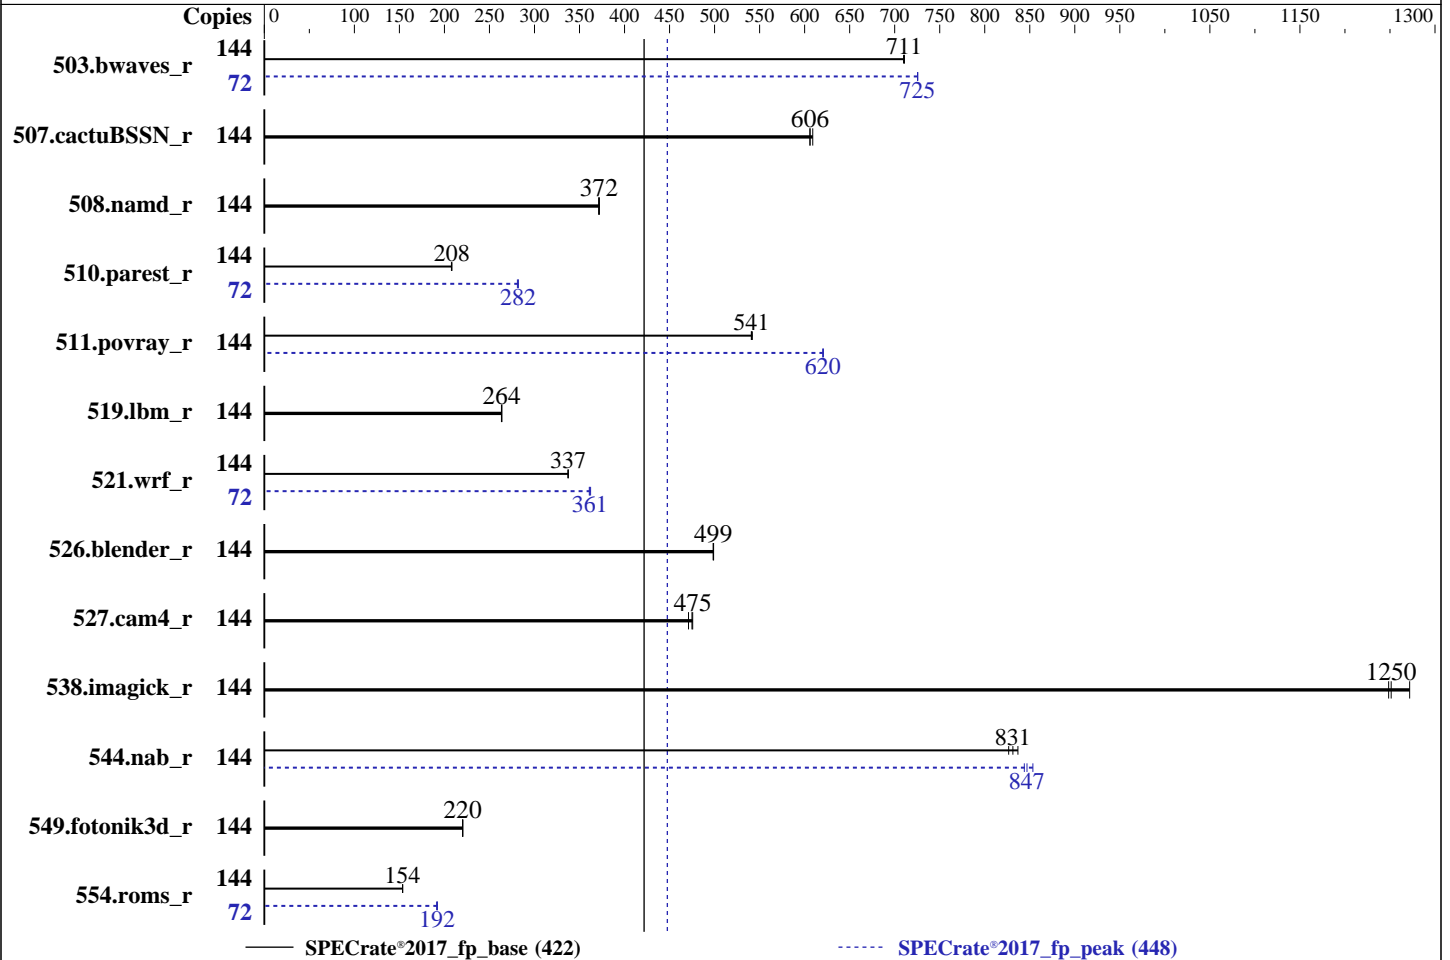 Copies 0 100 150 200 250 300 350 400 450 500 550 600 650 700 750 800 850 900 950 1050 1150 1300
503.bwaves_r 144 711
72 725
507.cactuBSSN_r 144 606
508.namd_r 144 372
510.parest_r 144 208
72 282
511.povray_r 144 541
620
519.lbm_r 144 264
521.wrf_r 144 337
72 361
526.blender_r 144 499
527.cam4_r 144 475
538.imagick_r 144 1250
544.nab_r 144 831
847
549.fotonik3d_r 144 220
554.roms_r 144 154
72 192
SPECrate®2017_fp_base (422) SPECrate®2017_fp_peak (448)